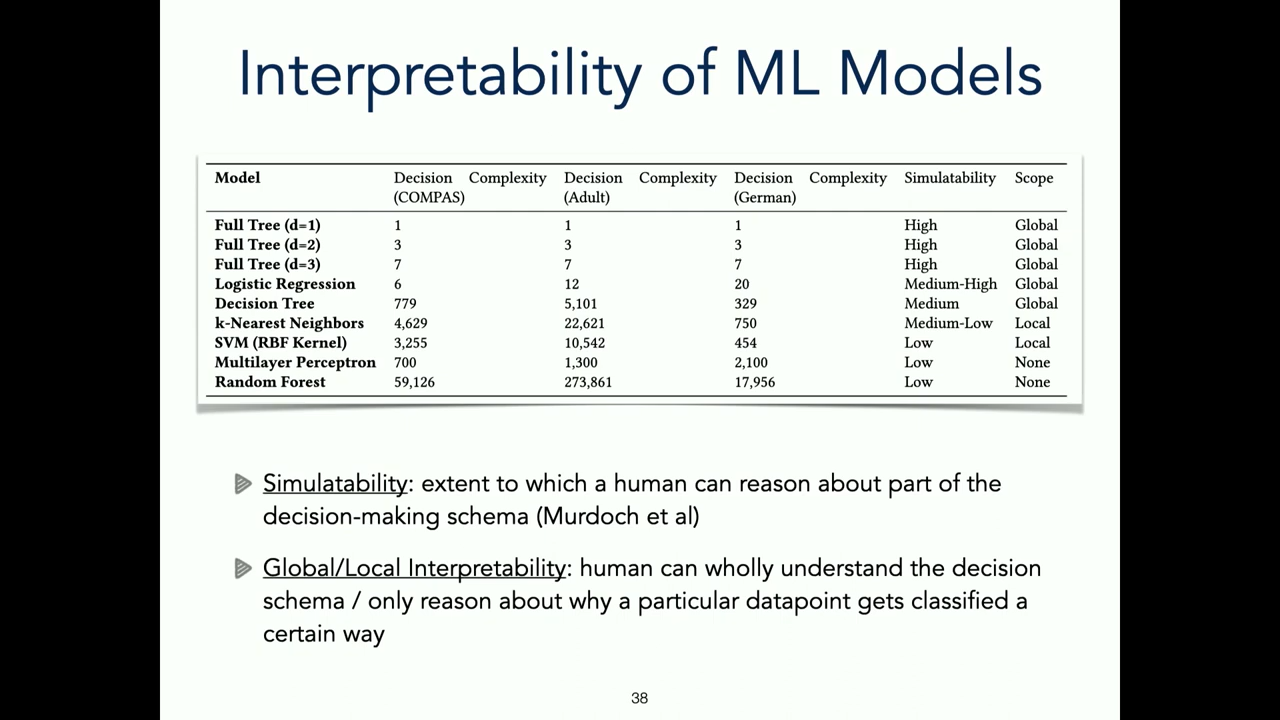 Interpretability of ML Models
Model Decision Complexity Decision Complexity Decision Complexity Simulatability Scope
(COMPAS) (Adult) (German)
Full Tree (d=1) 1 1 1 High Global
Full Tree (d=2) 3 3 3 High Global
Full Tree (d=3) 7 7 7 High Global
Logistic Regression 6 12 20 Medium-High Global
Decision Tree 779 5,101 329 Medium Global
k-Nearest Neighbors 4,629 22,621 750 Medium-Low Local
SVM (RBF Kernel) 3,255 10,542 454 Low Local
Multilayer Perceptron 700 1,300 2,100 Low None
Random Forest 59,126 273,861 17,956 Low None
Simulatability: extent to which a human can reason about part of the
decision-making schema (Murdoch et al)
Global/Local Interpretability: human can wholly understand the decision
schema / only reason about why a particular datapoint gets classified a
certain way
38